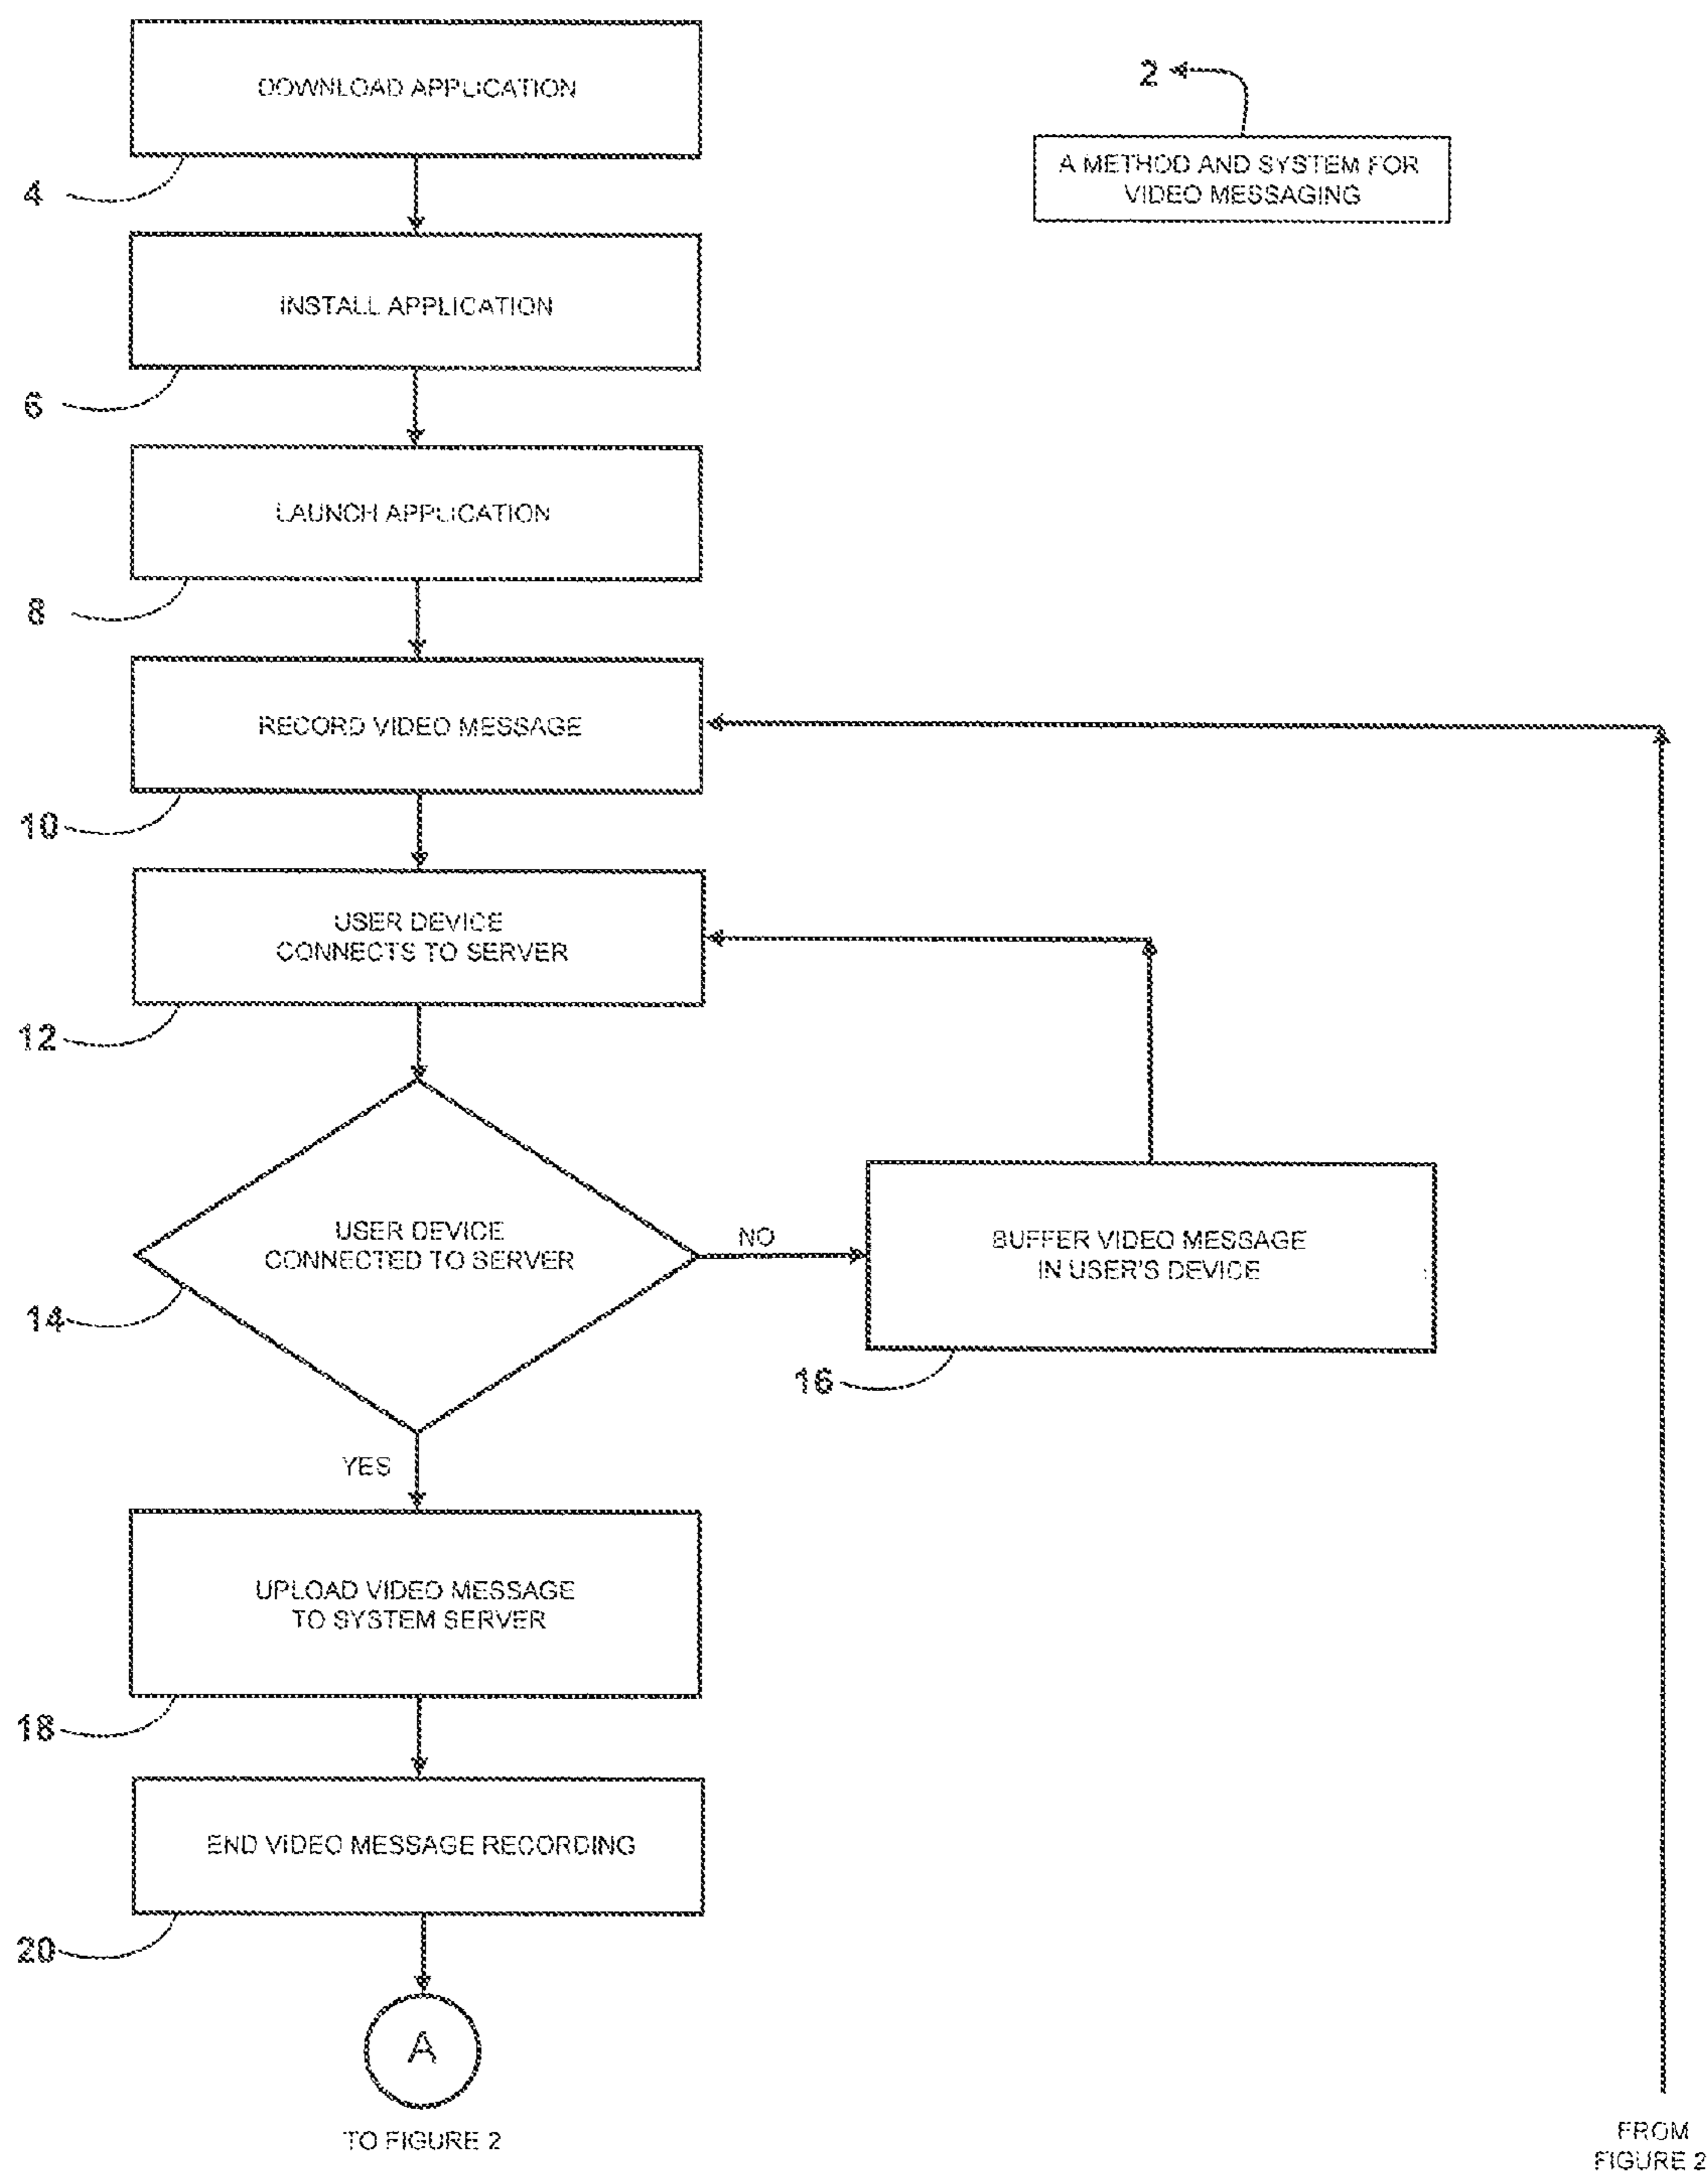 DOWNLOAD APPLICATION
4
2
A METHOD AND SYSTEM FOR
VIDEO MESSAGING
INSTALL APPLICATION
6
LAUNCH APPLICATION
8
RECORD VIDEO MESSAGE
10
USER DEVICE
CONNECTS TO SERVER
12
USER DEVICE
CONNECTED TO SERVER
14
NO
BUFFER VIDEO MESSAGE
IN USER'S DEVICE
16
YES
UPLOAD VIDEO MESSAGE
TO SYSTEM SERVER
18
END VIDEO MESSAGE RECORDING
20
A
TO FIGURE 2
FROM
FIGURE 2